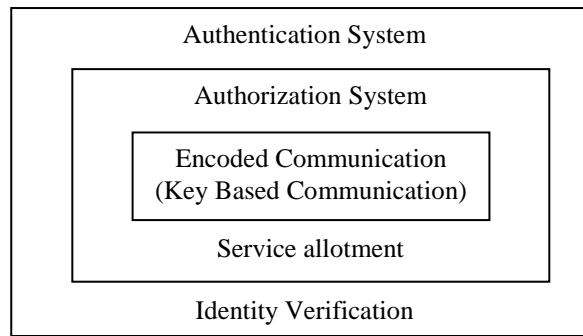 Authentication System
Authorization System
Encoded Communication
(Key Based Communication)
Service allotment
Identity Verification